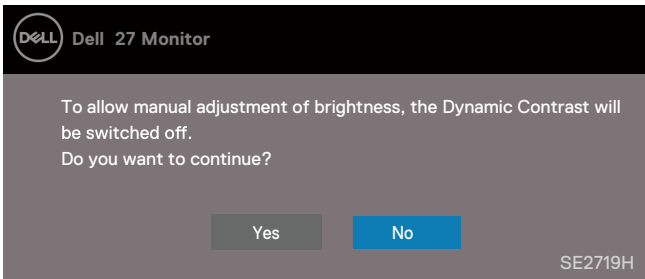 DELL Dell 27 Monitor
To allow manual adjustment of brightness, the Dynamic Contrast will
be switched off.
Do you want to continue?
Yes No
SE2719H